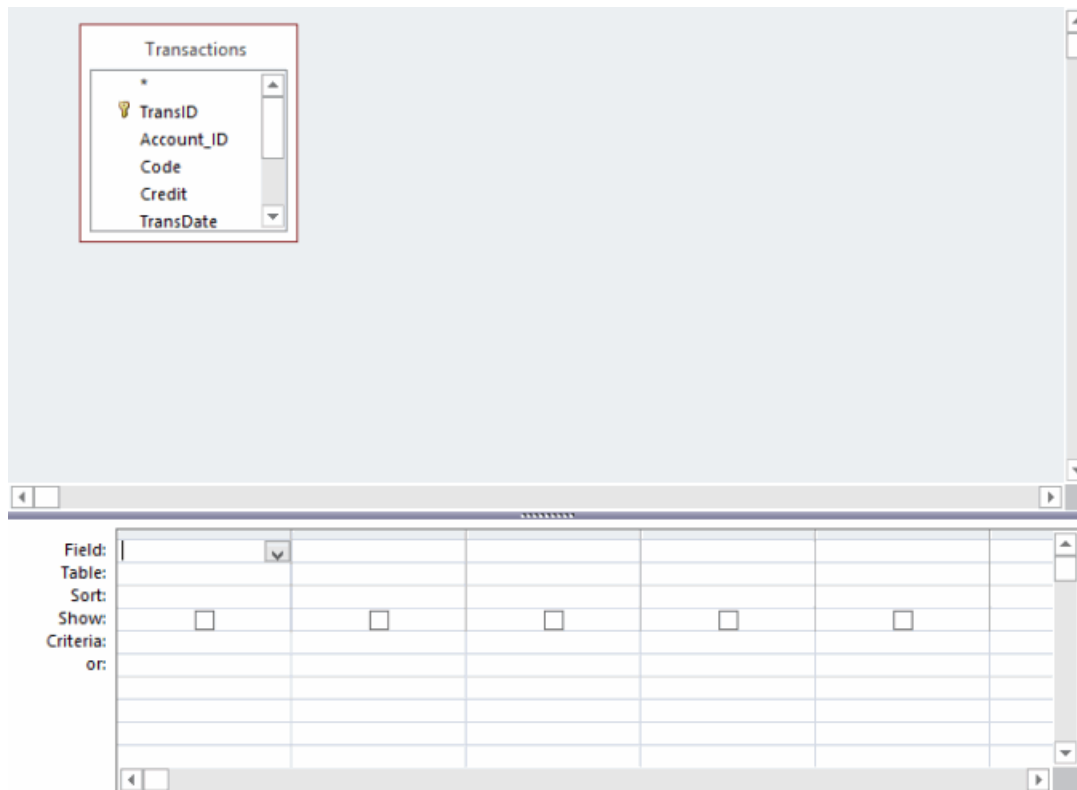 Transactions
*
TransID
Account_ID
Code
Credit
TransDate
Field:
Table:
Sort:
Show:
Criteria:
or: